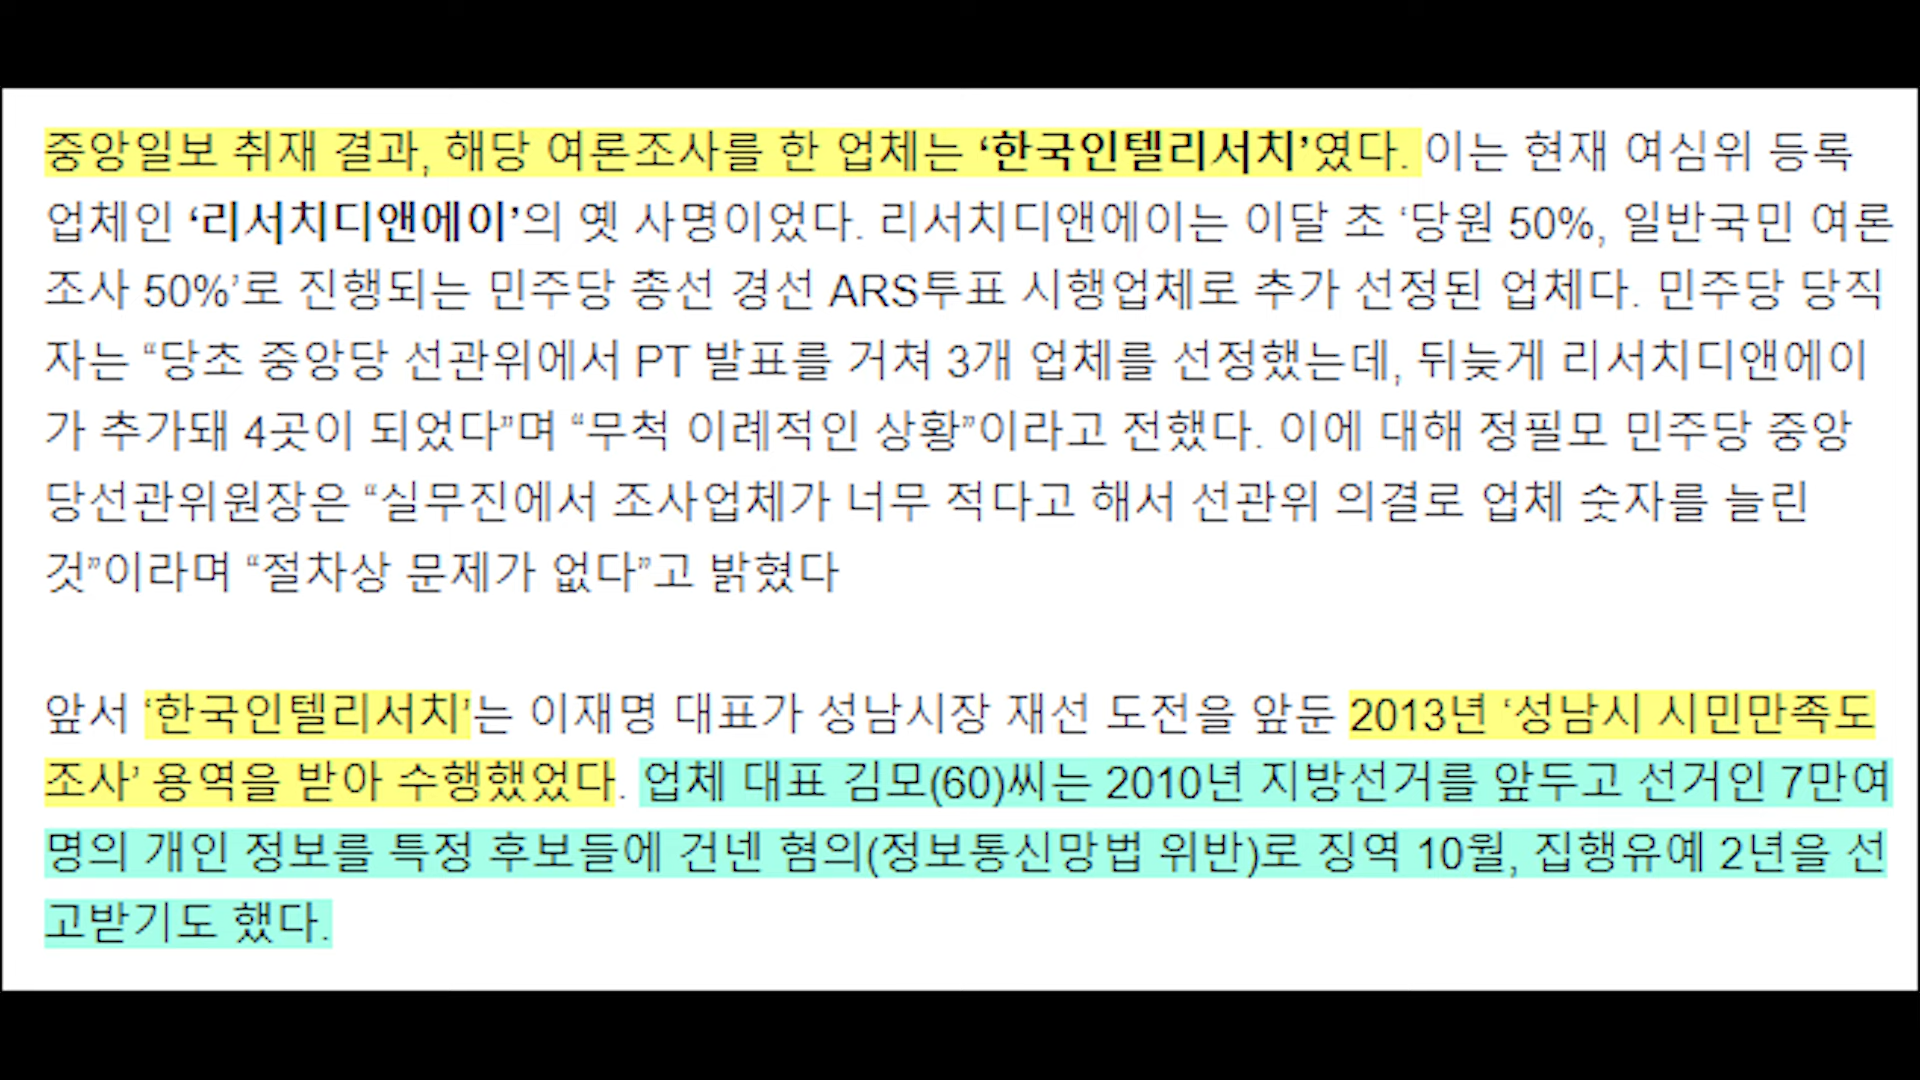 중앙일보 취재 결과, 해당 여론조사를 한 업체는 ‘한국인텔리서치’였다. 이는 현재 여심위 등록
업체인 ‘리서치디앤에이’의 옛 사명이었다. 리서치디앤에이는 이달 초 ‘당원 50%, 일반국민 여론
조사 50%’로 진행되는 민주당 총선 경선 ARS투표 시행업체로 추가 선정된 업체다. 민주당 당직
자는 “당초 중앙당 선관위에서 PT 발표를 거쳐 3개 업체를 선정했는데, 뒤늦게 리서치디앤에이
가 추가돼 4곳이 되었다”며 “무척 이례적인 상황”이라고 전했다. 이에 대해 정필모 민주당 중앙
당선관위원장은 “실무진에서 조사업체가 너무 적다고 해서 선관위 의결로 업체 숫자를 늘린
것”이라며 “절차상 문제가 없다”고 밝혔다
앞서 ‘한국인텔리서치’는 이재명 대표가 성남시장 재선 도전을 앞둔 2013년 ‘성남시 시민만족도
조사’ 용역을 받아 수행했었다. 업체 대표 김모(60)씨는 2010년 지방선거를 앞두고 선거인 7만여
명의 개인 정보를 특정 후보들에 건넨 혐의(정보통신망법 위반)로 징역 10월, 집행유예 2년을 선
고받기도 했다.